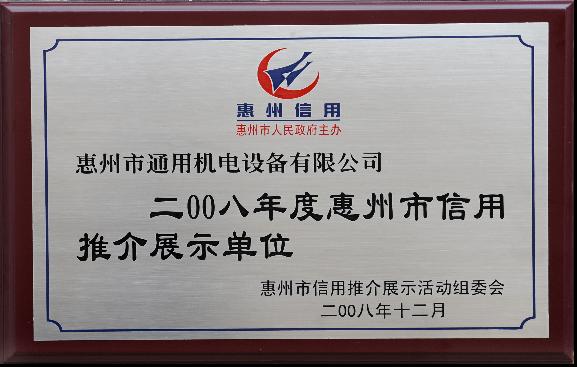 惠州信用
惠州市人民政府主办
惠州市通用机电设备有限公司
二00八年度惠州市信用
推介展示单位
惠州市信用推介展示活动组委会
二00八年十二月